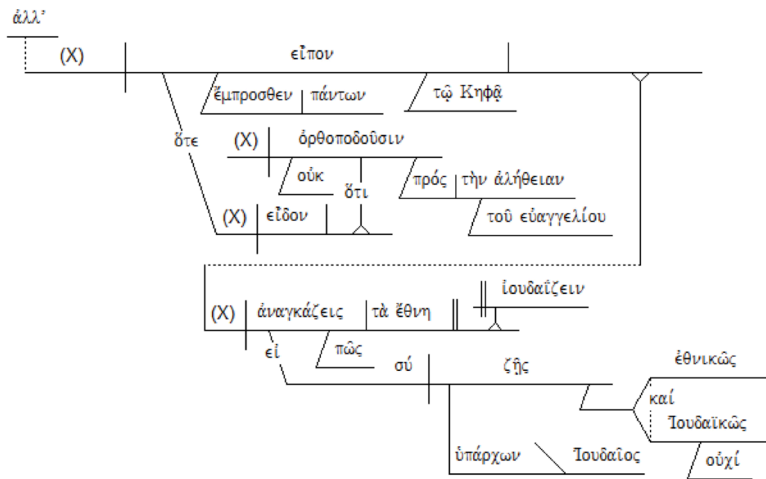 ἀλλ’
(X) εἶπον
ἔμπροσθεν πάντων τῷ Κηφᾷ
ὅτε (X) ὀρθοποδοῦσιν
οὐκ ὅτι πρός τὴν ἀλήθειαν
(X) εἶδον τοῦ εὐαγγελίου
ἰουδαΐζειν
(X) ἀναγκάζεις τὰ ἔθνη
εἰ πῶς σύ ζῇς ἐθνικῶς
καί
Ἰουδαϊκῶς
ὑπάρχων Ἰουδαῖος οὐχί